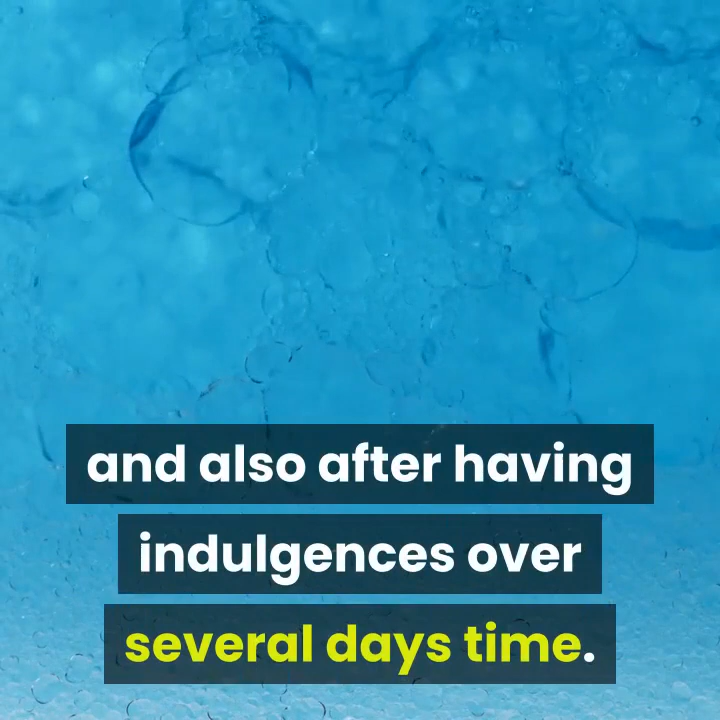 and also after having
indulgences over
several days time.